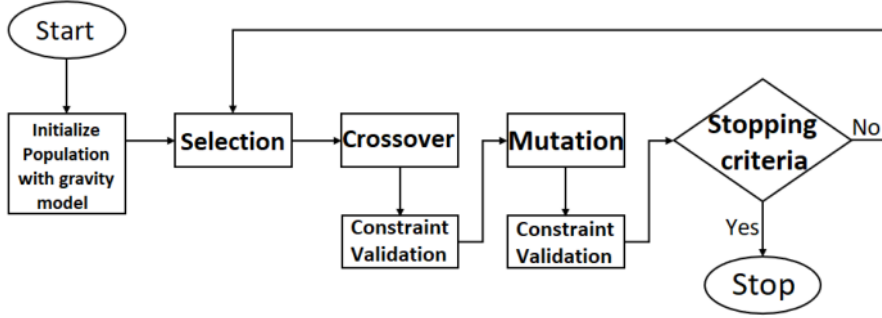 Start
Initialize
Population
with gravity
model
Selection
Crossover
Constraint
Validation
Mutation
Constraint
Validation
Stopping
criteria
No
Yes
Stop